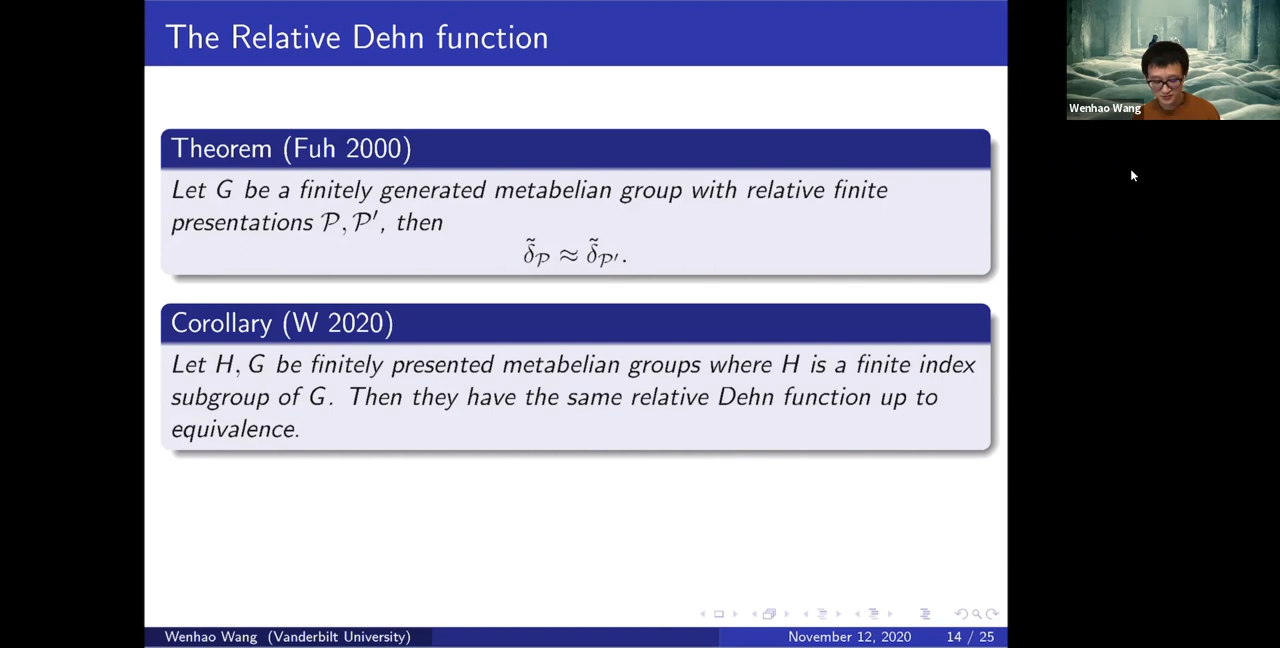 The Relative Dehn function
Theorem (Fuh 2000)
Let G be a finitely generated metabelian group with relative finite
presentations 𝒫, 𝒫′, then
δ̃_𝒫 ≈ δ̃_𝒫′.
Corollary (W 2020)
Let H, G be finitely presented metabelian groups where H is a finite index
subgroup of G. Then they have the same relative Dehn function up to
equivalence.
Wenhao Wang (Vanderbilt University)
November 12, 2020
14 / 25
Wenhao Wang